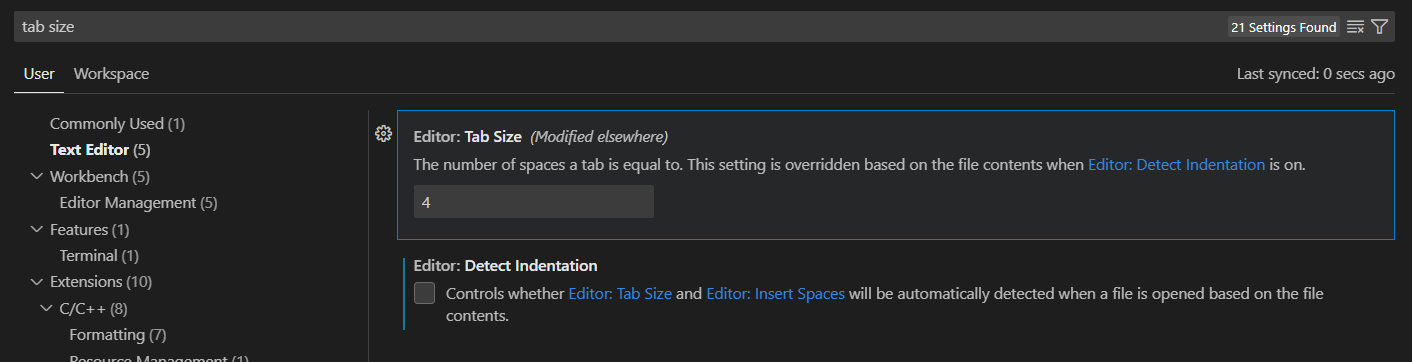 tab size
21 Settings Found
User
Workspace
Last synced: 0 secs ago
Commonly Used (1)
Text Editor (5)
Workbench (5)
Editor Management (5)
Features (1)
Terminal (1)
Extensions (10)
C/C++ (8)
Formatting (7)
Resource Management (1)
Editor: Tab Size (Modified elsewhere)
The number of spaces a tab is equal to. This setting is overridden based on the file contents when Editor: Detect Indentation is on.
4
Editor: Detect Indentation
Controls whether Editor: Tab Size and Editor: Insert Spaces will be automatically detected when a file is opened based on the file
contents.